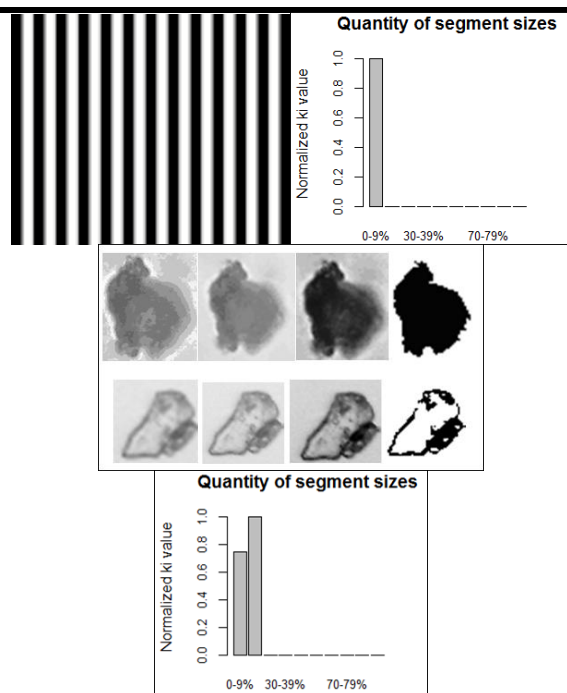 Quantity of segment sizes
Normalized ki value
1.0
0.8
0.6
0.4
0.2
0.0
0-9% 30-39% 70-79%
Quantity of segment sizes
Normalized ki value
1.0
0.8
0.6
0.4
0.2
0.0
0-9% 30-39% 70-79%